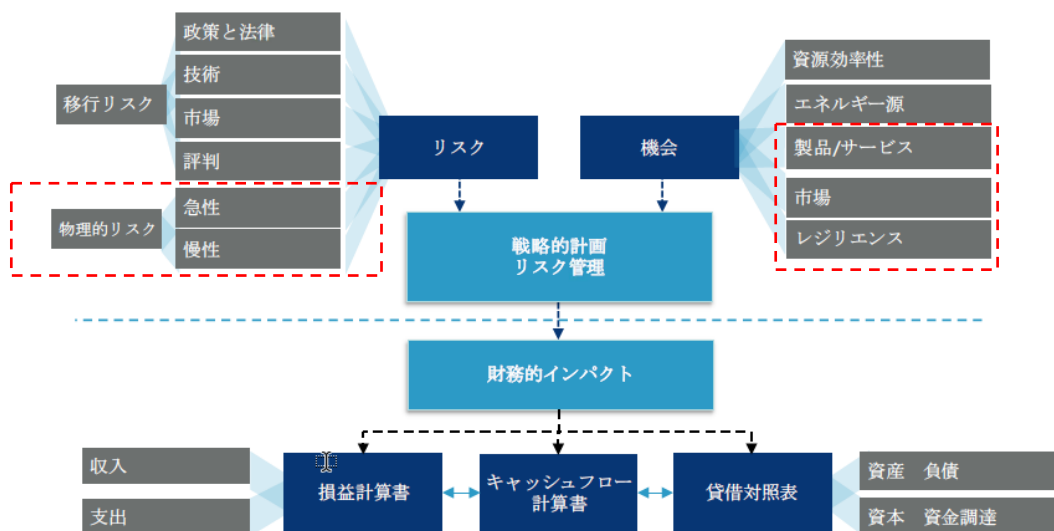 政策と法律
技術
移行リスク
市場
評判
物理的リスク
急性
慢性
リスク
機会
資源効率性
エネルギー源
製品/サービス
市場
レジリエンス
戦略的計画
リスク管理
財務的インパクト
収入
支出
損益計算書
キャッシュフロー
計算書
貸借対照表
資産　負債
資本　資金調達